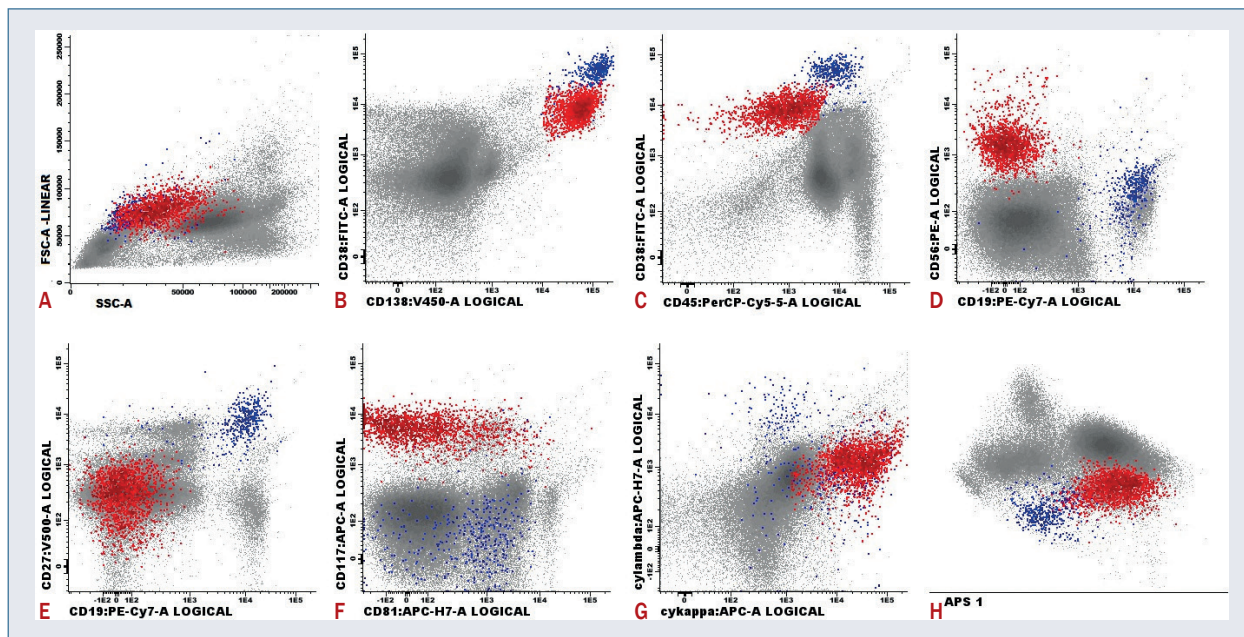 250000
200000
150000
100000
50000
0
FSC-A -LINEAR
0
50000
100000
200000
SSC-A
A
1E5
1E4
1E3
1E2
0
CD38:FITC-A LOGICAL
0
1E2
1E3
1E4
1E5
CD138:V450-A LOGICAL
B
1E5
1E4
1E3
1E2
0
CD38:FITC-A LOGICAL
0
1E2
1E3
1E4
1E5
CD45:PerCP-Cy5-5-A LOGICAL
C
1E5
1E4
1E3
1E2
0
-1E2
CD56:PE-A LOGICAL
-1E2 0 1E2
1E3
1E4
1E5
CD19:PE-Cy7-A LOGICAL
D
1E5
1E4
1E3
1E2
0
CD27:V500-A LOGICAL
-1E2 0 1E2
1E3
1E4
1E5
CD19:PE-Cy7-A LOGICAL
E
1E5
1E4
1E3
1E2
0
CD117:APC-A LOGICAL
0
1E2
1E3
1E4
1E5
CD81:APC-H7-A LOGICAL
F
1E5
1E4
1E3
1E2
0
-1E2
cylambda:APC-H7-A LOGICAL
0
1E2
1E3
1E4
1E5
cykappa:APC-A LOGICAL
G
APS 1
H